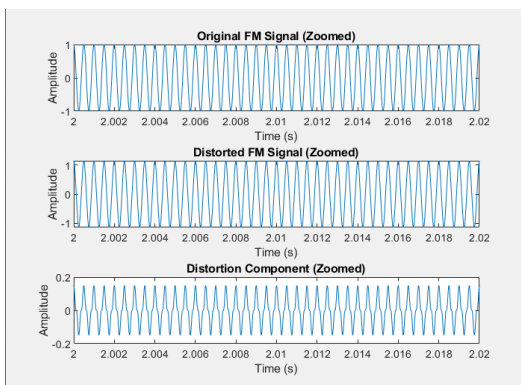 Original FM Signal (Zoomed)
1
0
-1
Amplitude
2 2.002 2.004 2.006 2.008 2.01 2.012 2.014 2.016 2.018 2.02
Time (s)
Distorted FM Signal (Zoomed)
1
0
-1
Amplitude
2 2.002 2.004 2.006 2.008 2.01 2.012 2.014 2.016 2.018 2.02
Time (s)
Distortion Component (Zoomed)
0.2
0
-0.2
Amplitude
2 2.002 2.004 2.006 2.008 2.01 2.012 2.014 2.016 2.018 2.02
Time (s)